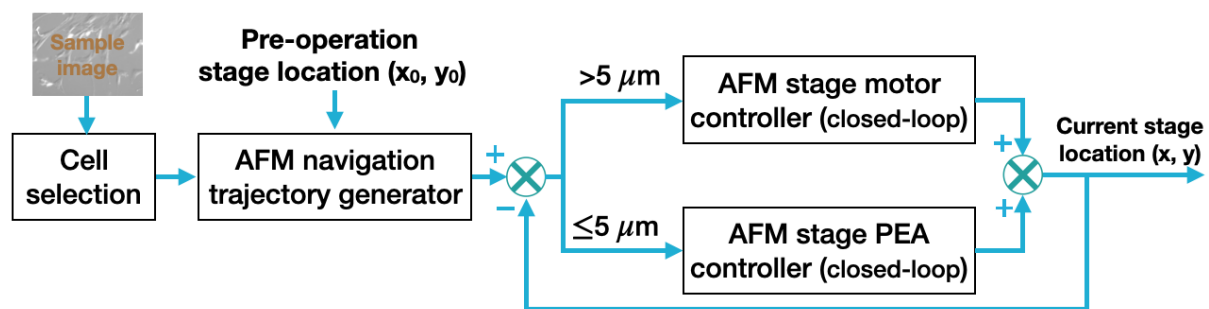 Sample
image
Pre-operation
stage location (x₀, y₀)
Cell
selection
AFM navigation
trajectory generator
+
−
>5 μm
≤5 μm
AFM stage motor
controller (closed-loop)
AFM stage PEA
controller (closed-loop)
+
+
Current stage
location (x, y)